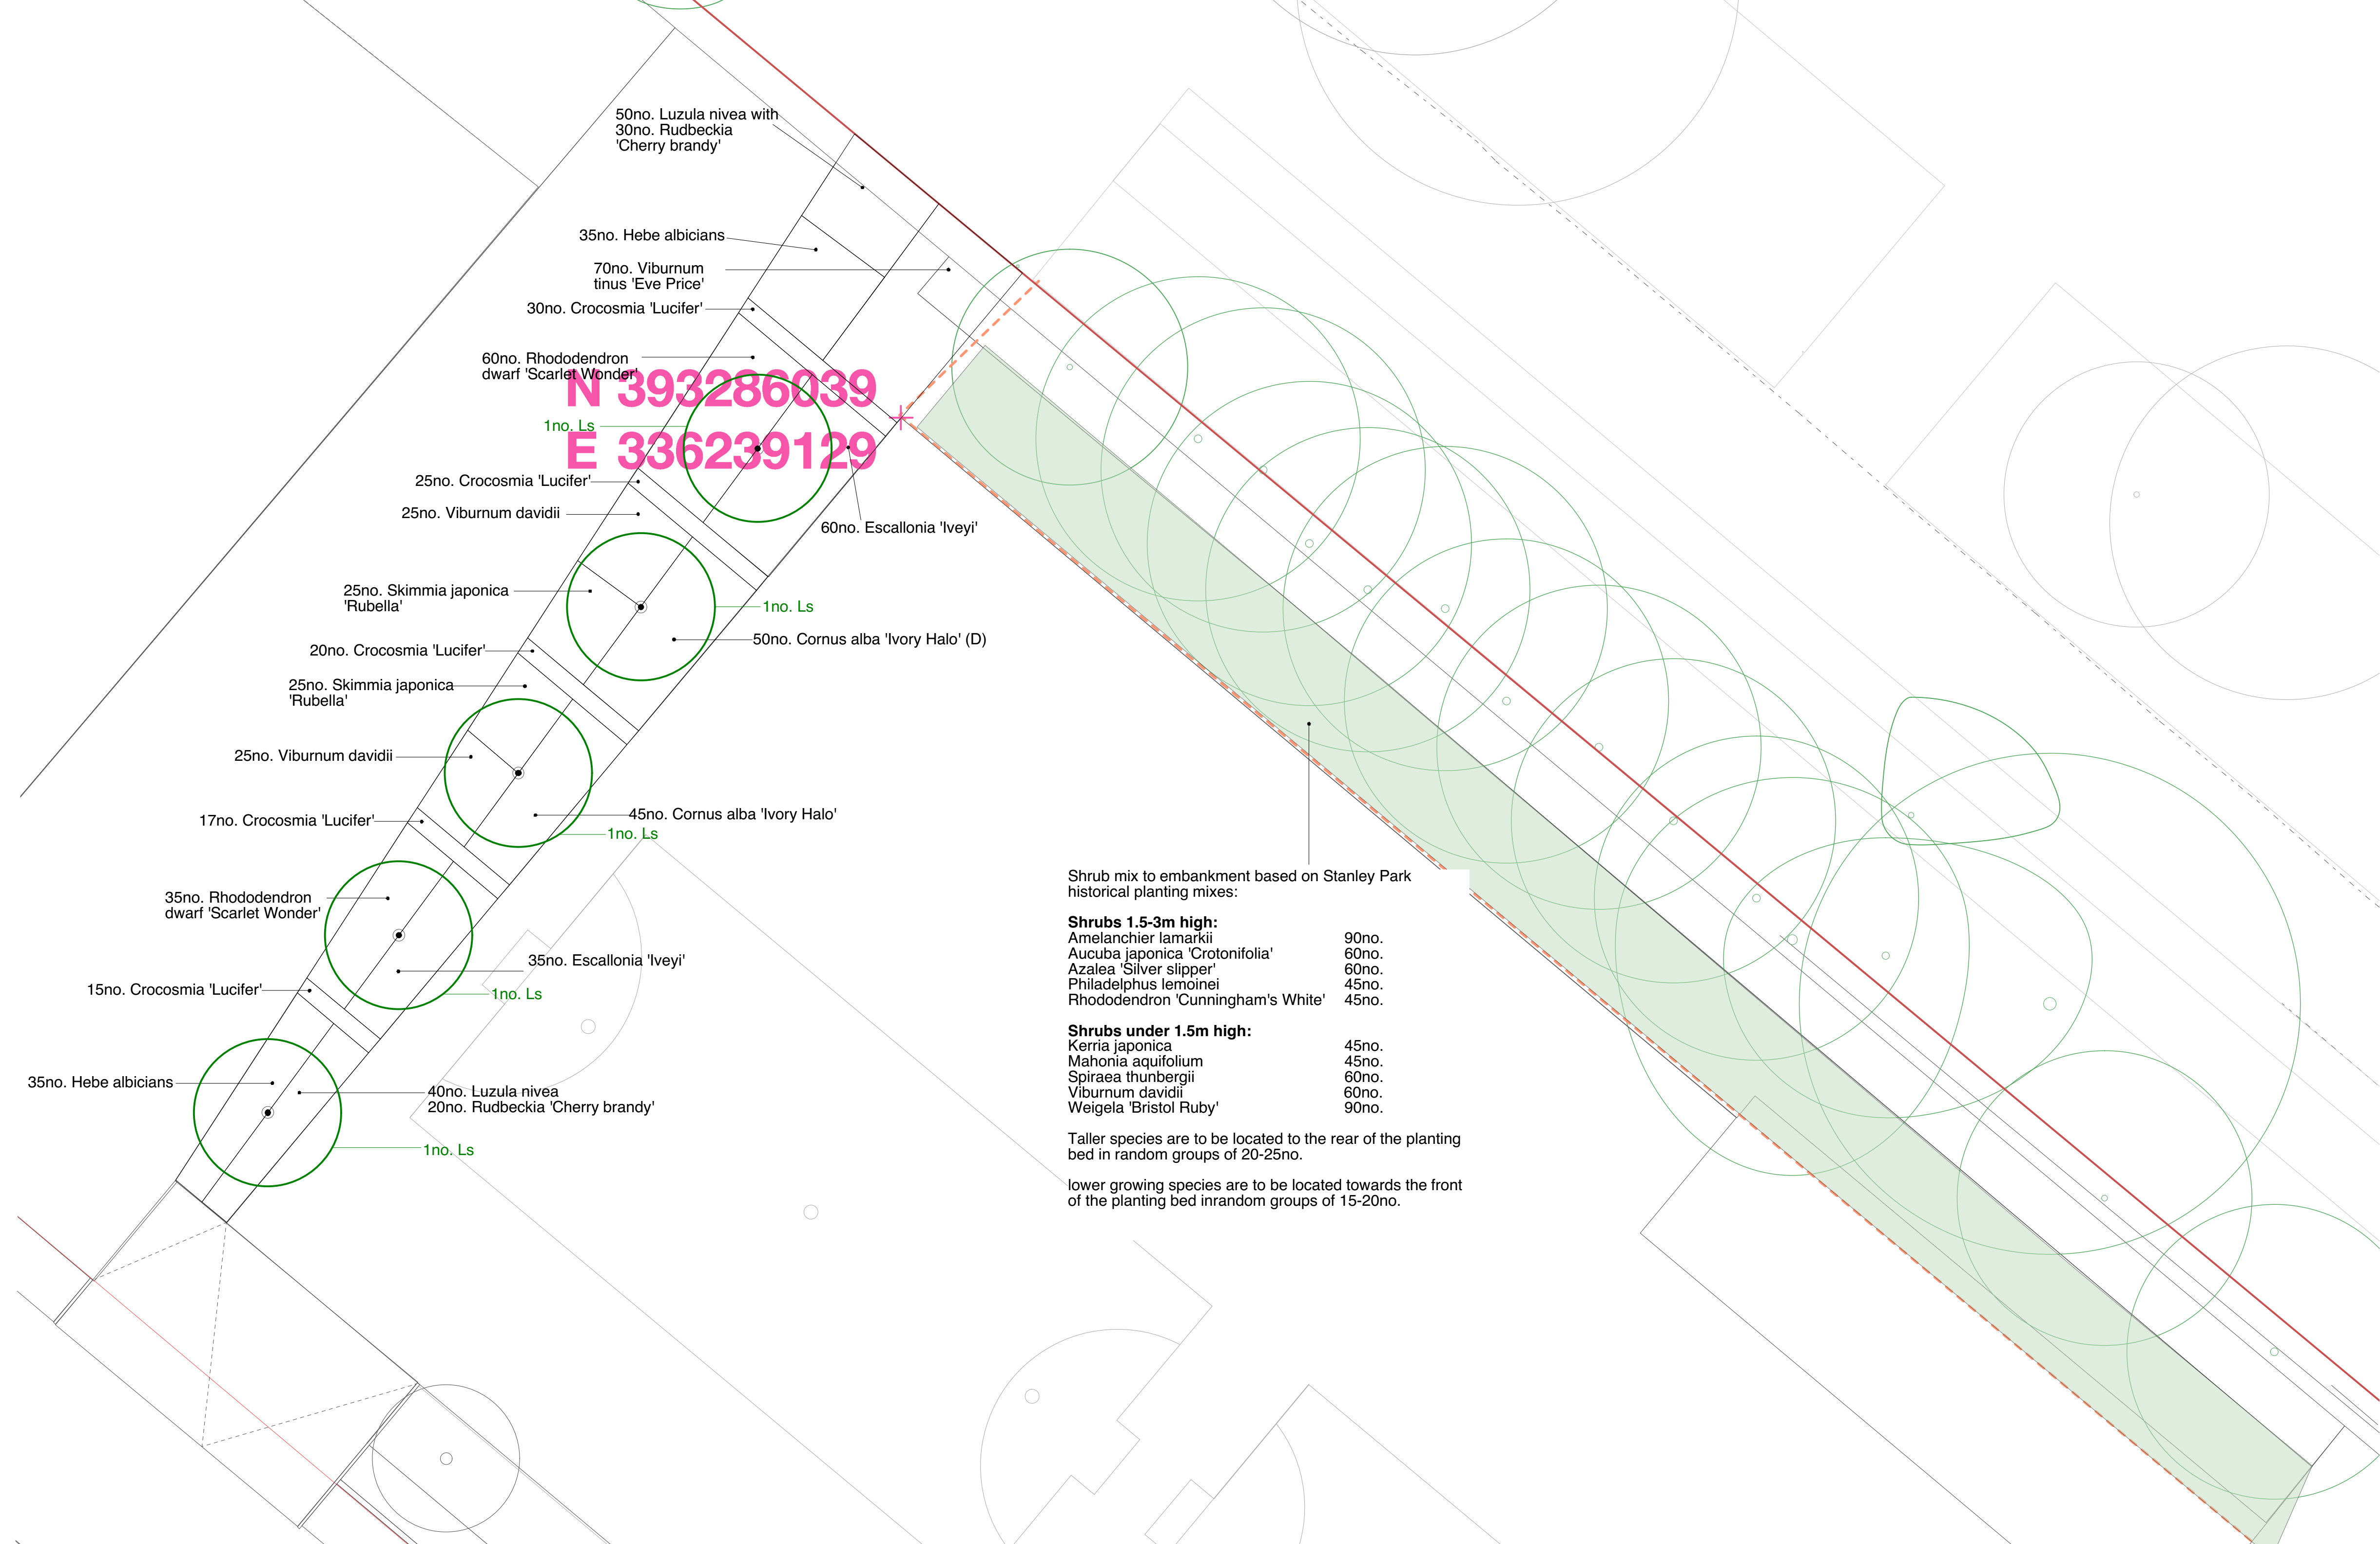 50no. Luzula nivea with
30no. Rudbeckia
'Cherry brandy'
35no. Hebe albicians
70no. Viburnum
tinus 'Eve Price'
30no. Crocosmia 'Lucifer'
60no. Rhododendron
dwarf 'Scarlet Wonder'
N 393286039
1no. Ls
E 336239129
25no. Crocosmia 'Lucifer'
25no. Viburnum davidii
60no. Escallonia 'Iveyi'
25no. Skimmia japonica
'Rubella'
1no. Ls
50no. Cornus alba 'Ivory Halo' (D)
20no. Crocosmia 'Lucifer'
25no. Skimmia japonica
'Rubella'
25no. Viburnum davidii
45no. Cornus alba 'Ivory Halo'
1no. Ls
17no. Crocosmia 'Lucifer'
35no. Rhododendron
dwarf 'Scarlet Wonder'
35no. Escallonia 'Iveyi'
1no. Ls
15no. Crocosmia 'Lucifer'
35no. Hebe albicians
40no. Luzula nivea
20no. Rudbeckia 'Cherry brandy'
1no. Ls
Shrub mix to embankment based on Stanley Park
historical planting mixes:
Shrubs 1.5-3m high:
Amelanchier lamarkii 90no.
Aucuba japonica 'Crotonifolia' 60no.
Azalea 'Silver slipper' 60no.
Philadelphus lemoinei 45no.
Rhododendron 'Cunningham's White' 45no.
Shrubs under 1.5m high:
Kerria japonica 45no.
Mahonia aquifolium 45no.
Spiraea thunbergii 60no.
Viburnum davidii 60no.
Weigela 'Bristol Ruby' 90no.
Taller species are to be located to the rear of the planting
bed in random groups of 20-25no.
lower growing species are to be located towards the front
of the planting bed inrandom groups of 15-20no.